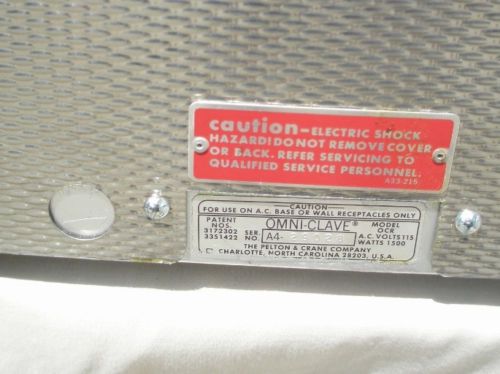 caution-ELECTRIC SHOCK
HAZARD! DO NOT REMOVE COVER
OR BACK. REFER SERVICING TO
QUALIFIED SERVICE PERSONNEL.
A33-215
CAUTION
FOR USE ON A.C. BASE OR WALL RECEPTACLES ONLY
PATENT NOS. OMNI-CLAVE® MODEL OCR
3172302 SER. A.C. VOLTS 115
3351422 NO. A4- WATTS 1500
THE PELTON & CRANE COMPANY
CHARLOTTE, NORTH CAROLINA 28203, U.S.A.